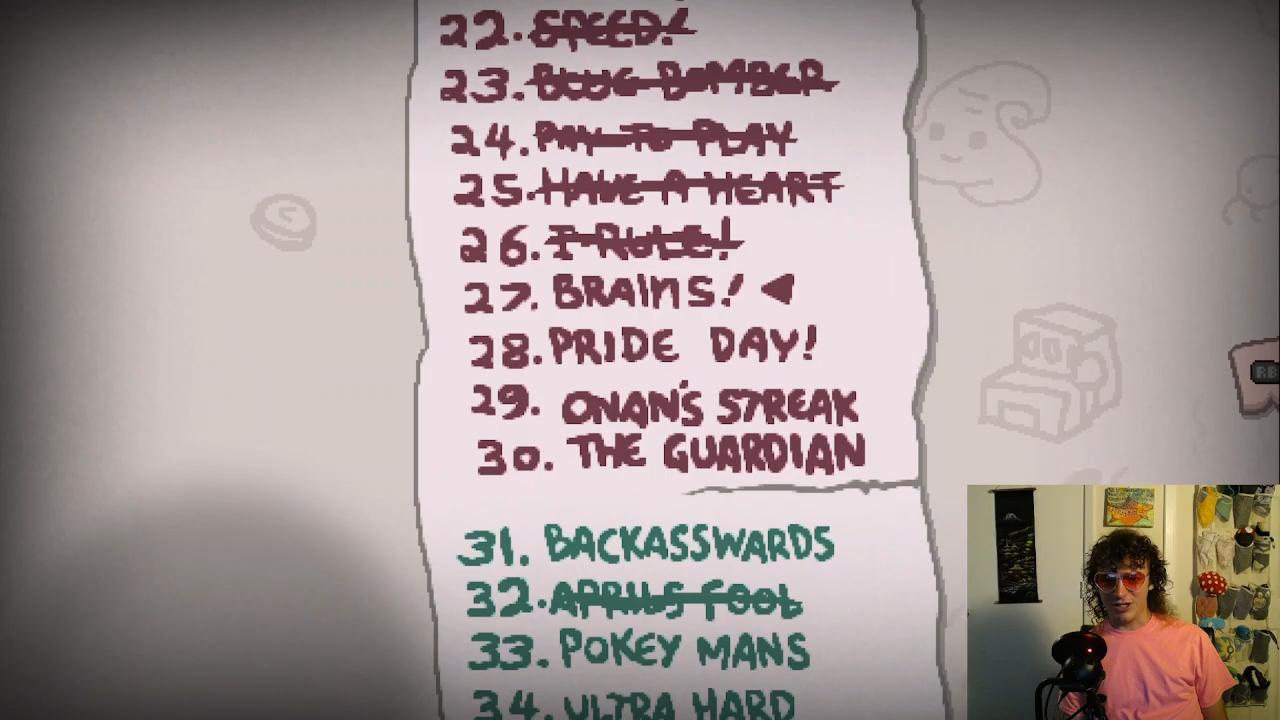 22. SPEED!
23. BLUE BOMBER
24. PAY TO PLAY
25. HAVE A HEART
26. I RULE!
27. BRAINS!
28. PRIDE DAY!
29. ONAN'S STREAK
30. THE GUARDIAN
31. BACKASSWARDS
32. APRILS FOOL
33. POKEY MANS
34. ULTRA HARD
RB